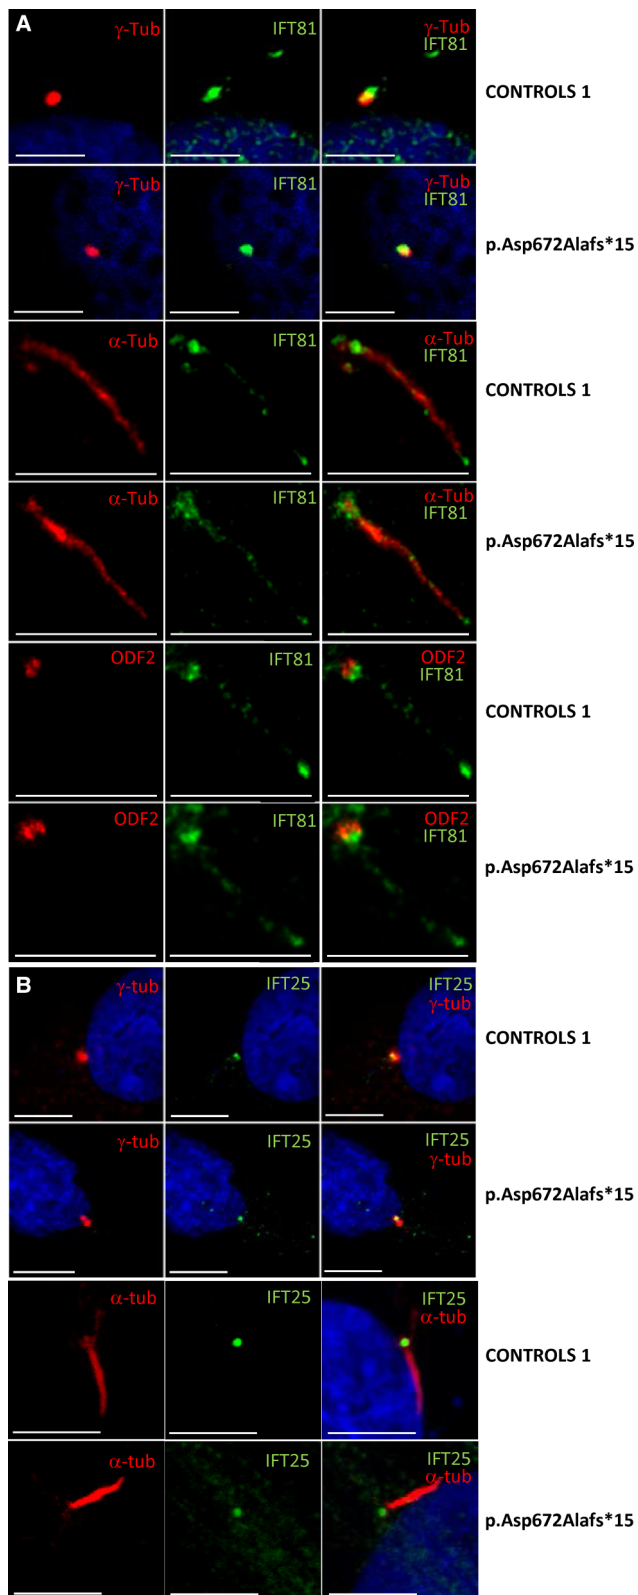 A
γ-Tub IFT81 γ-Tub
IFT81
CONTROLS 1
γ-Tub IFT81 γ-Tub
IFT81
p.Asp672Alafs*15
α-Tub IFT81 α-Tub
IFT81
CONTROLS 1
α-Tub IFT81 α-Tub
IFT81
p.Asp672Alafs*15
ODF2 IFT81 ODF2
IFT81
CONTROLS 1
ODF2 IFT81 ODF2
IFT81
p.Asp672Alafs*15
B
γ-tub IFT25 IFT25
γ-tub
CONTROLS 1
γ-tub IFT25 IFT25
γ-tub
p.Asp672Alafs*15
α-tub IFT25 IFT25
α-tub
CONTROLS 1
α-tub IFT25 IFT25
α-tub
p.Asp672Alafs*15